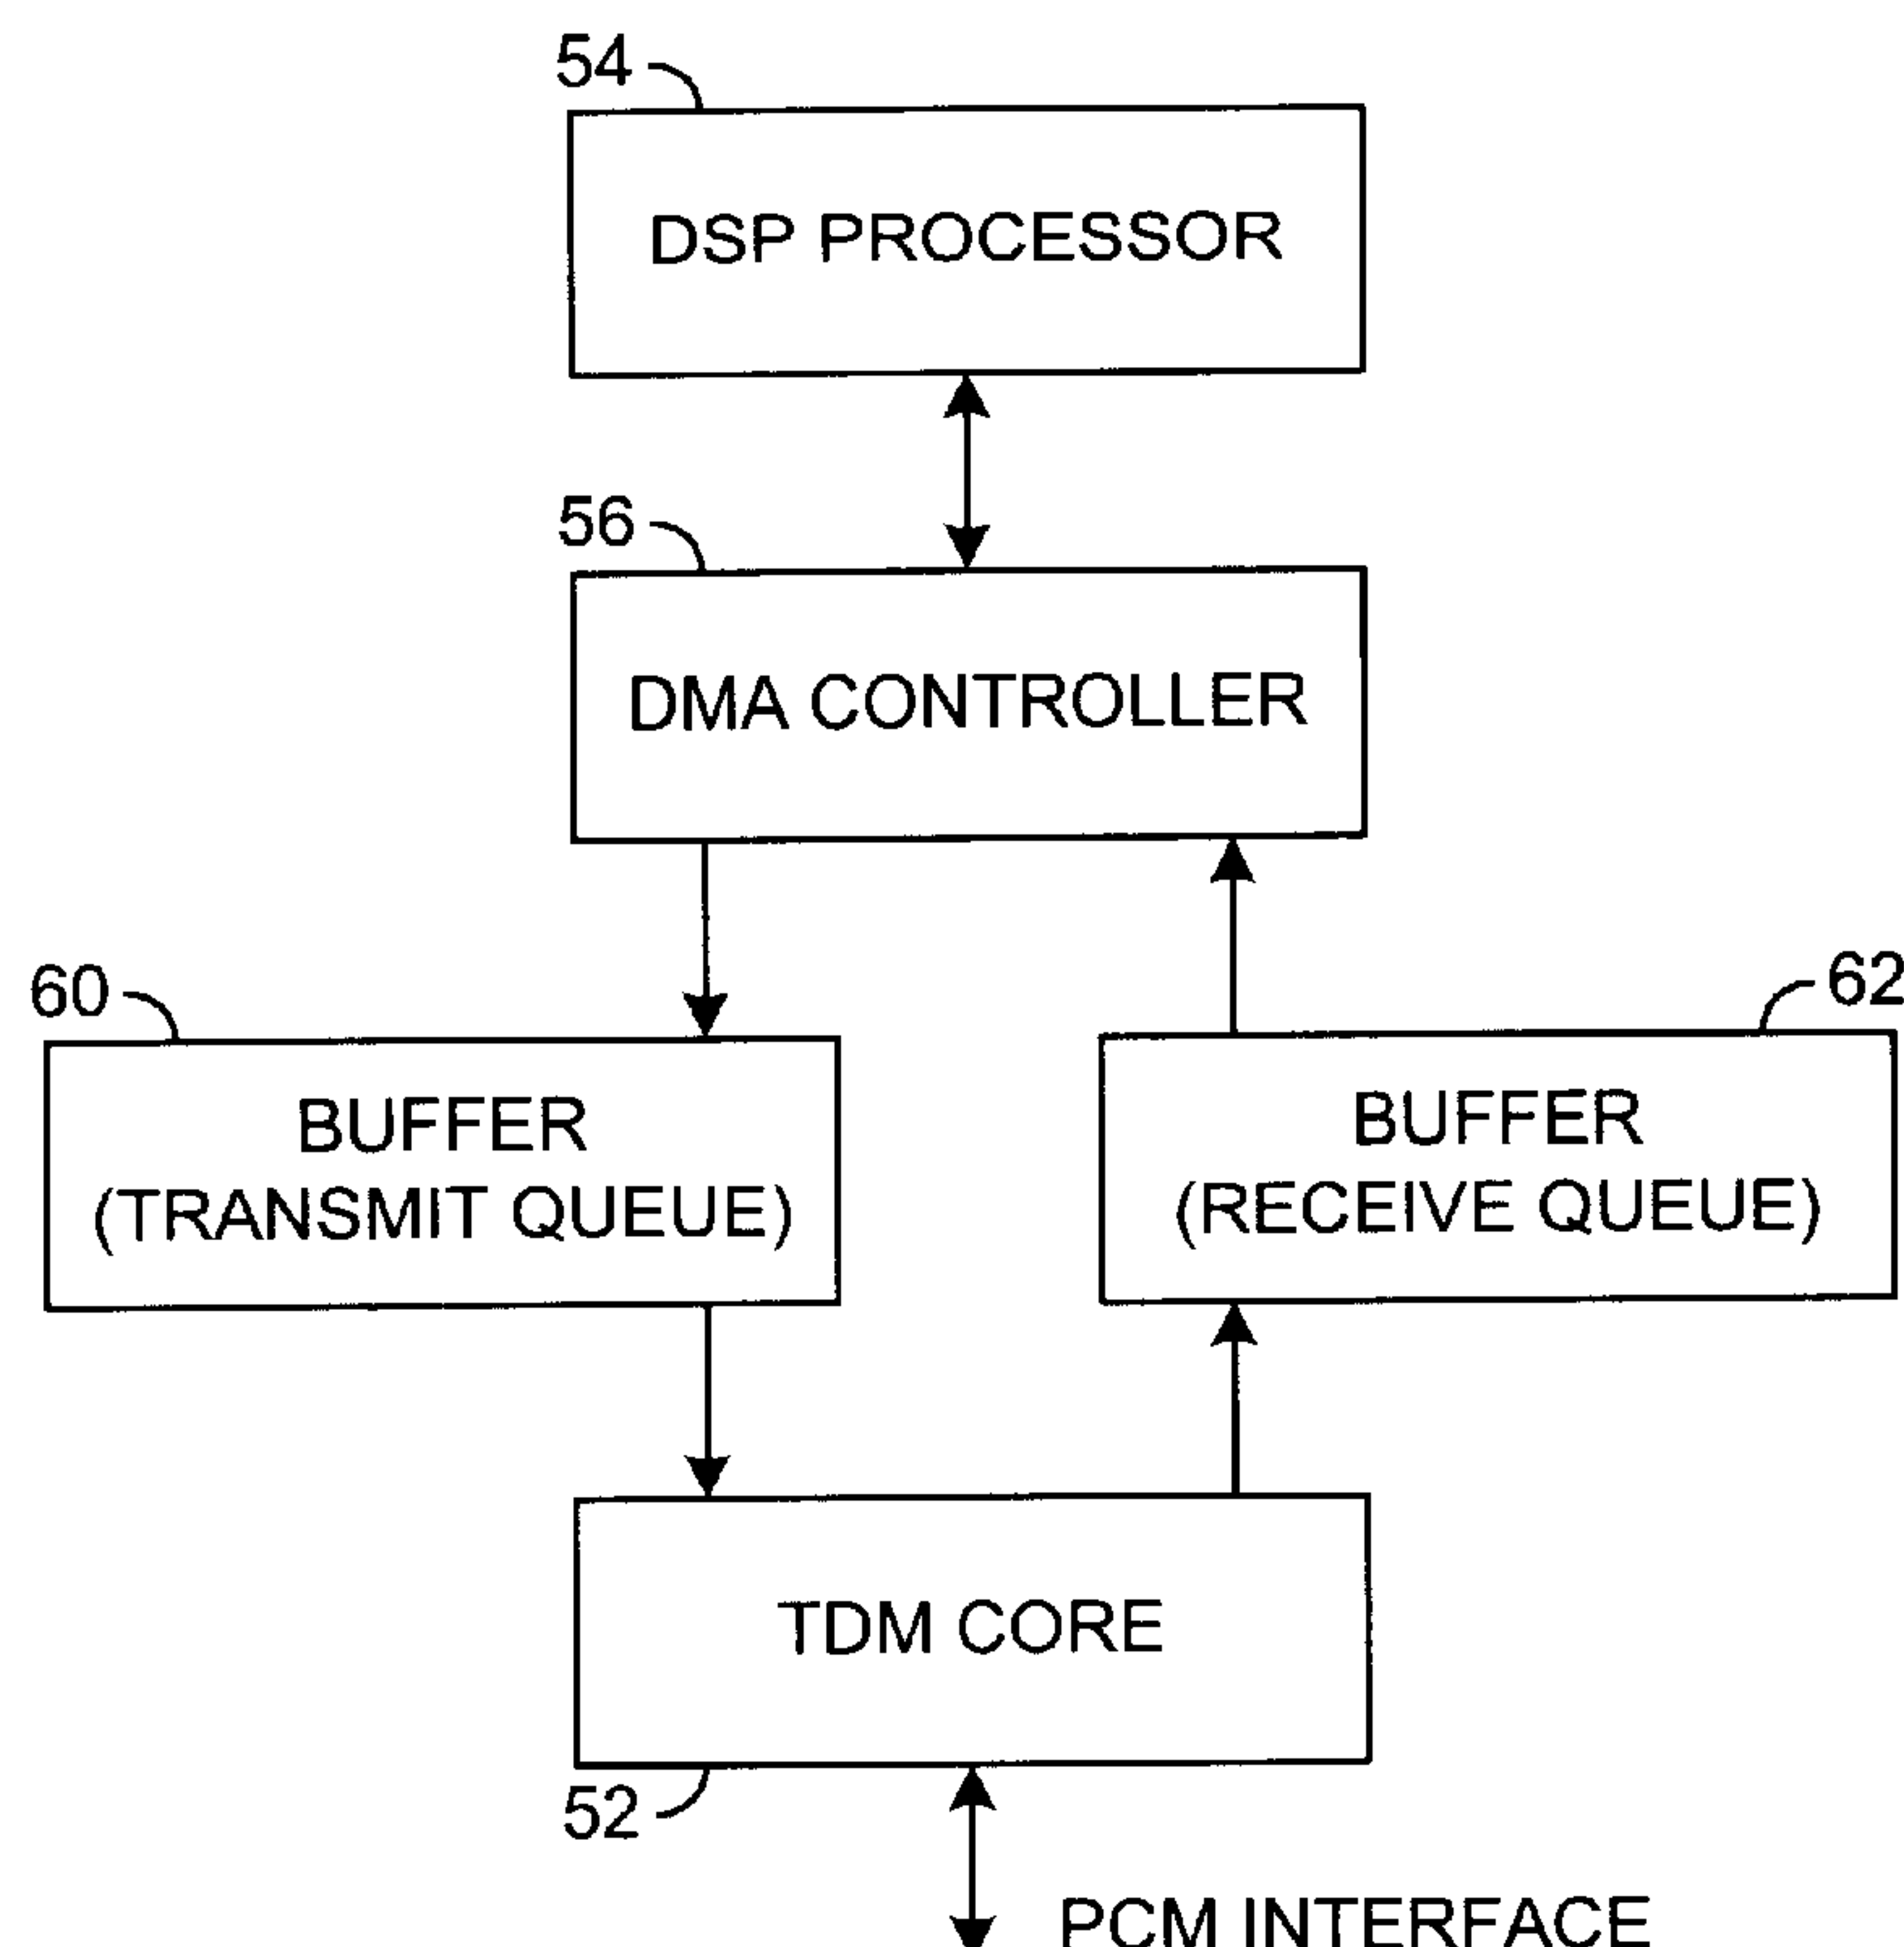 54
DSP PROCESSOR
56
DMA CONTROLLER
60
62
BUFFER
(TRANSMIT QUEUE)
BUFFER
(RECEIVE QUEUE)
TDM CORE
52
PCM INTERFACE